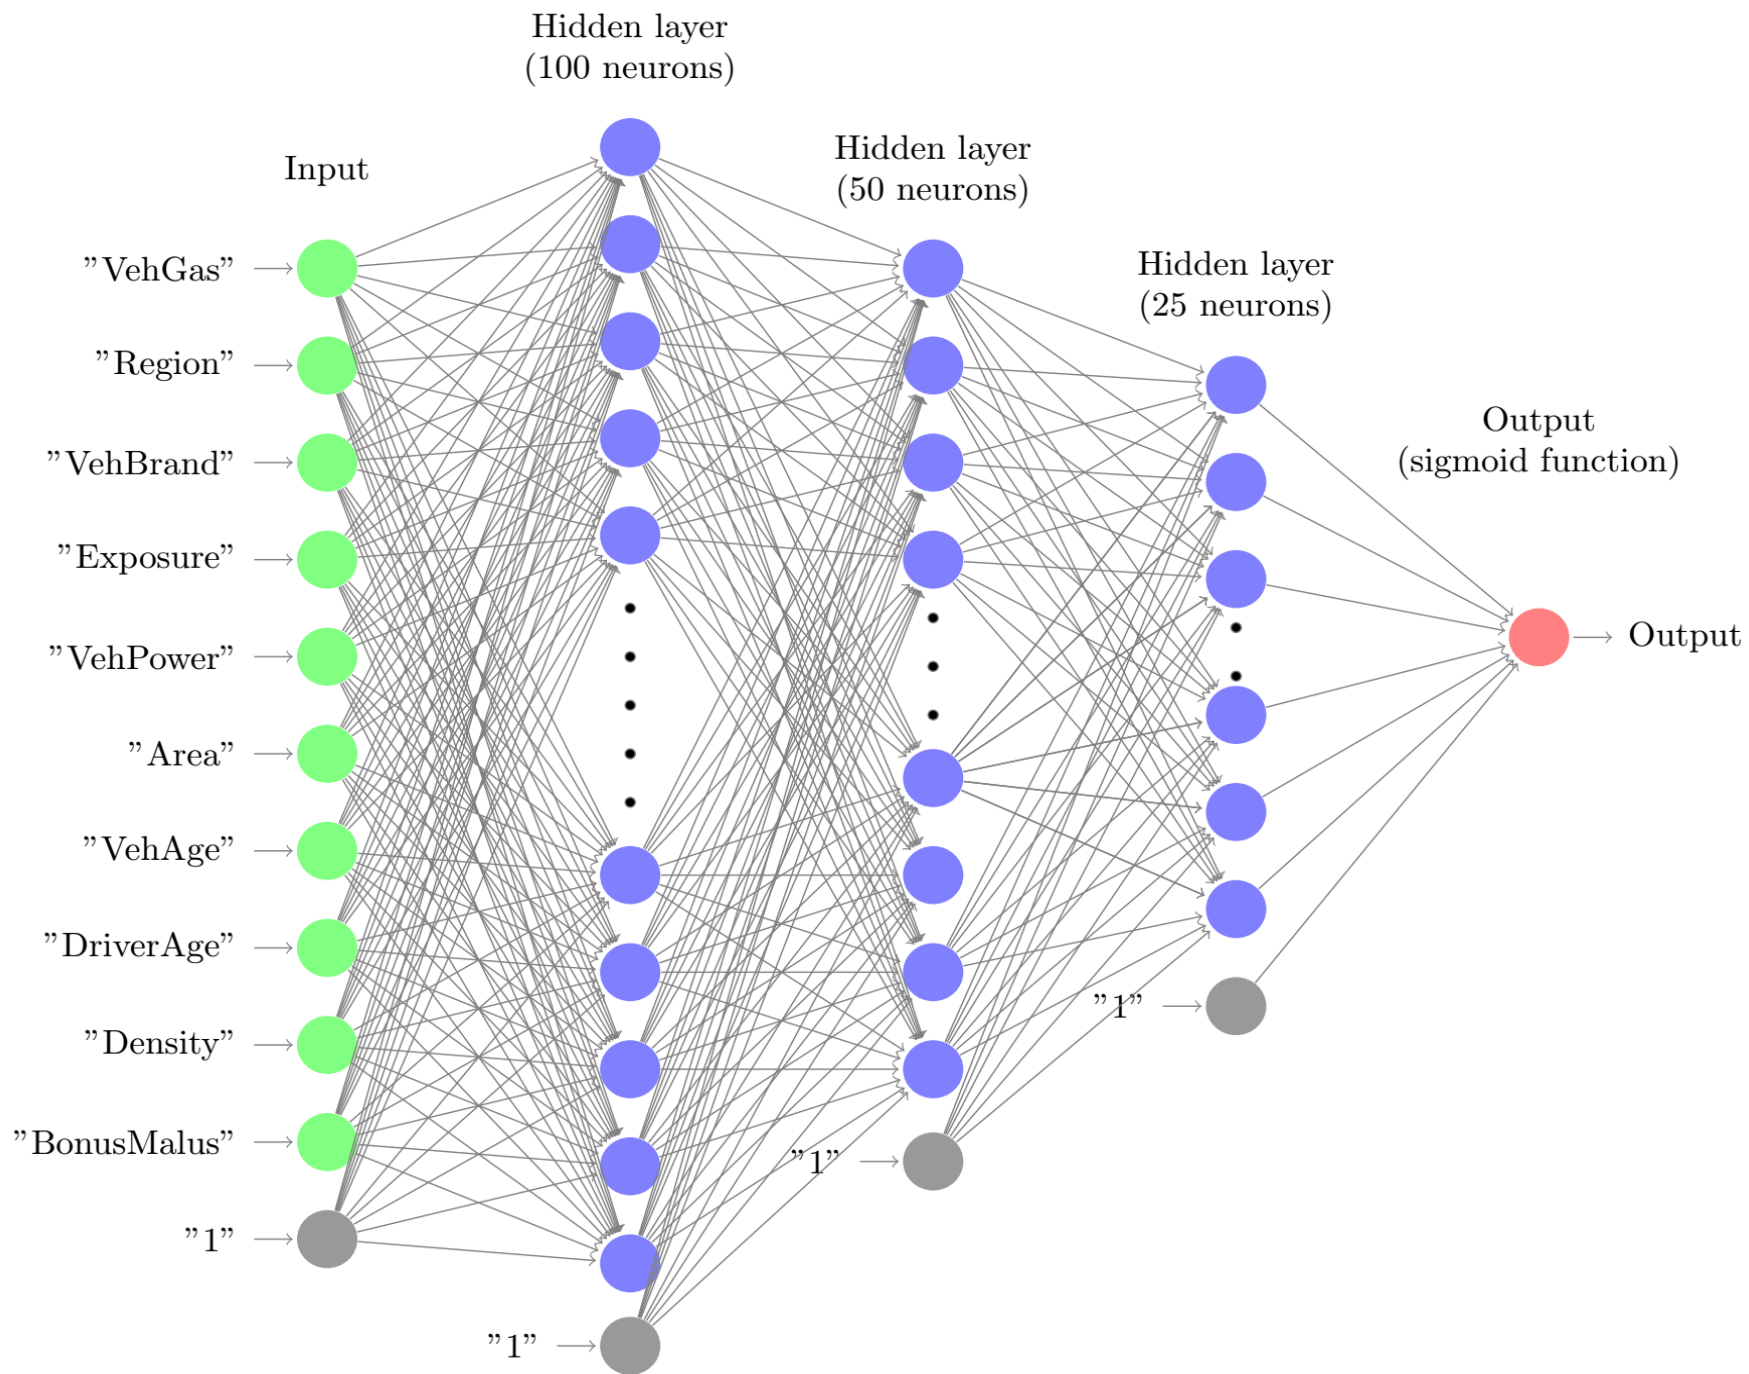 Hidden layer
(100 neurons)
Input
Hidden layer
(50 neurons)
Hidden layer
(25 neurons)
Output
(sigmoid function)
"VehGas"
"Region"
"VehBrand"
"Exposure"
"VehPower"
"Area"
"VehAge"
"DriverAge"
"Density"
"BonusMalus"
"1"
"1"
"1"
"1"
Output